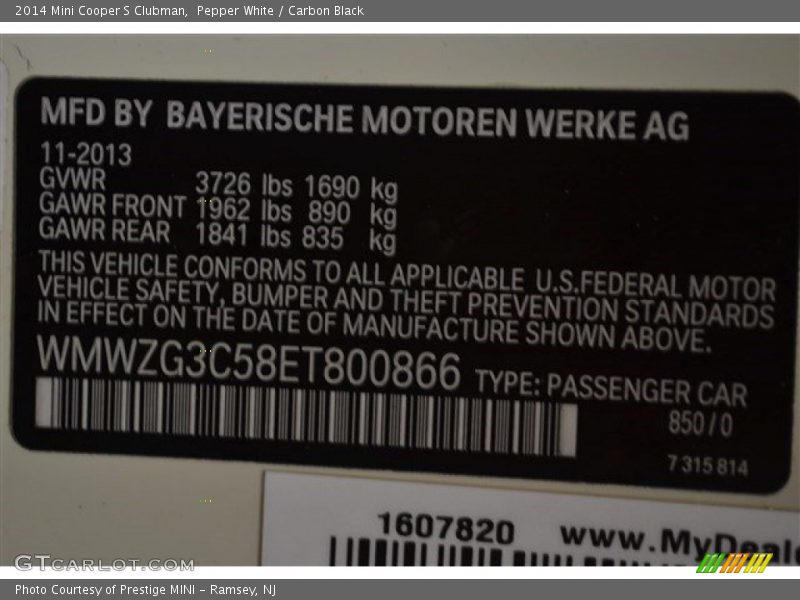 2014 Mini Cooper S Clubman,  Pepper White / Carbon Black
MFD BY BAYERISCHE MOTOREN WERKE AG
11-2013
GVWR 3726 lbs 1690 kg
GAWR FRONT 1962 lbs 890 kg
GAWR REAR 1841 lbs 835 kg
THIS VEHICLE CONFORMS TO ALL APPLICABLE U.S.FEDERAL MOTOR
VEHICLE SAFETY, BUMPER AND THEFT PREVENTION STANDARDS
IN EFFECT ON THE DATE OF MANUFACTURE SHOWN ABOVE.
WMWZG3C58ET800866 TYPE: PASSENGER CAR
850/0
7 315 814
1607820 www.MyDeale
GTCARLOT.COM
Photo Courtesy of Prestige MINI - Ramsey, NJ